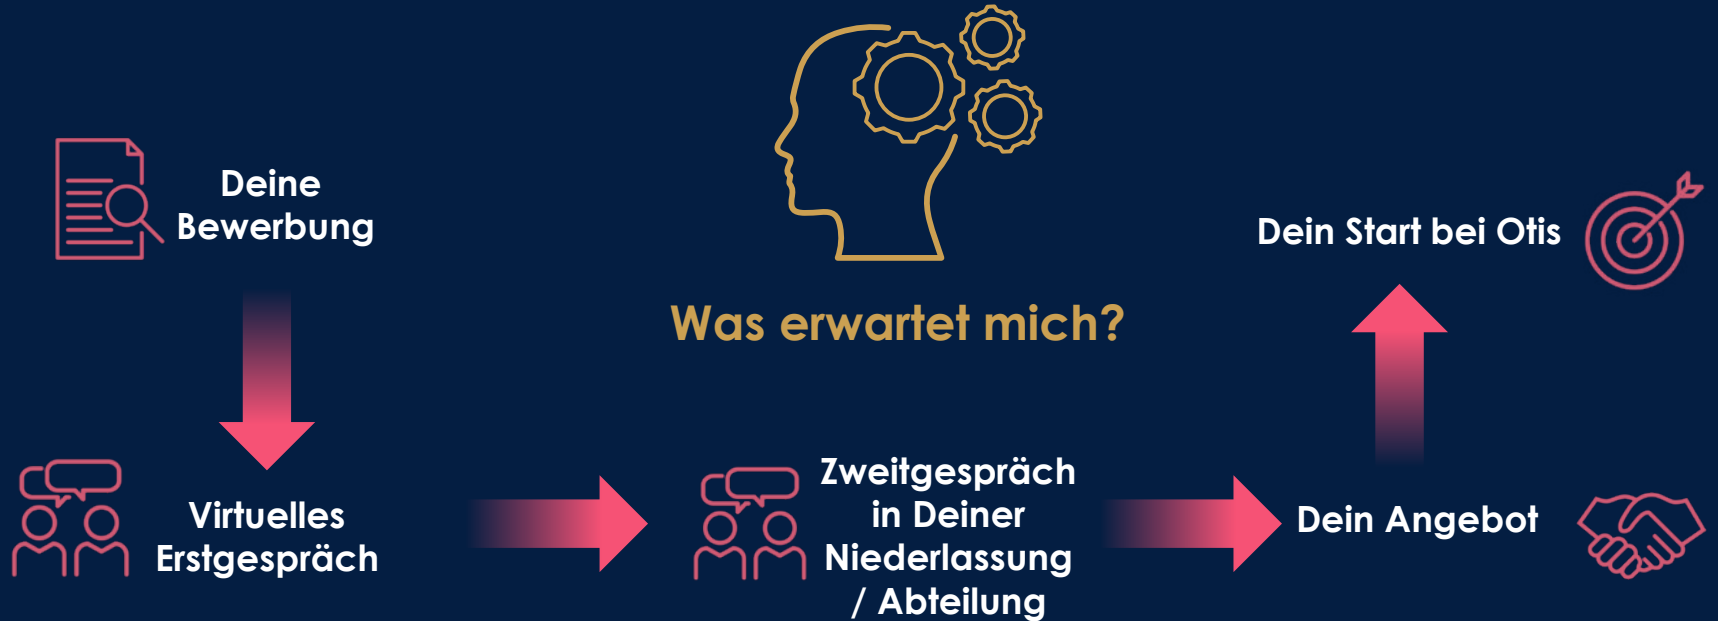 Deine
Bewerbung
Was erwartet mich?
Virtuelles
Erstgespräch
Zweitgespräch
in Deiner
Niederlassung
/ Abteilung
Dein Angebot
Dein Start bei Otis